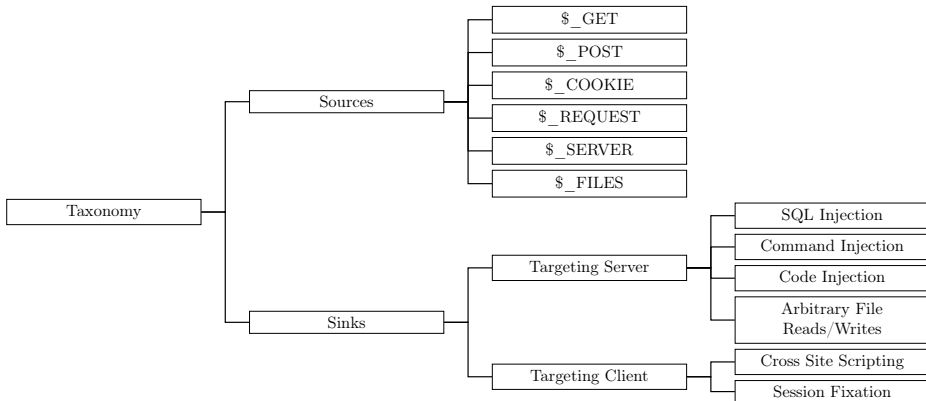 Taxonomy
Sources
$_GET
$_POST
$_COOKIE
$_REQUEST
$_SERVER
$_FILES
Sinks
Targeting Server
SQL Injection
Command Injection
Code Injection
Arbitrary File
Reads/Writes
Targeting Client
Cross Site Scripting
Session Fixation